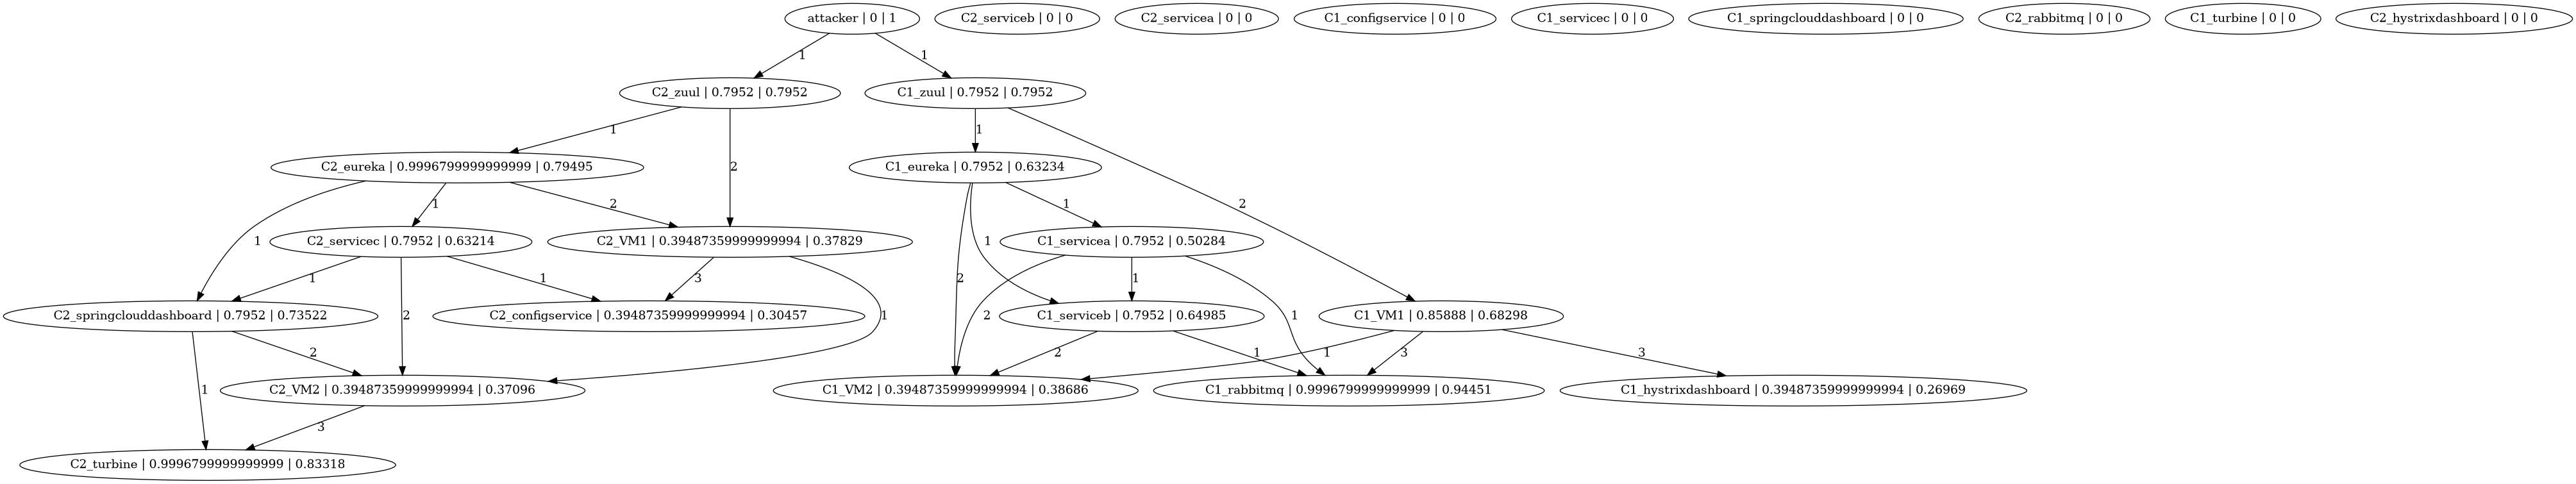 attacker | 0 | 1
C2_serviceb | 0 | 0
C2_servicea | 0 | 0
C1_configservice | 0 | 0
C1_servicec | 0 | 0
C1_springclouddashboard | 0 | 0
C2_rabbitmq | 0 | 0
C1_turbine | 0 | 0
C2_hystrixdashboard | 0 | 0
1
1
C2_zuul | 0.7952 | 0.7952
C1_zuul | 0.7952 | 0.7952
1
2
1
2
C2_eureka | 0.9996799999999999 | 0.79495
C1_eureka | 0.7952 | 0.63234
1
1
2
2
1
1
C2_servicec | 0.7952 | 0.63214
C2_VM1 | 0.39487359999999994 | 0.37829
C1_servicea | 0.7952 | 0.50284
1
2
1
3
1
2
1
1
C2_springclouddashboard | 0.7952 | 0.73522
C2_configservice | 0.39487359999999994 | 0.30457
C1_serviceb | 0.7952 | 0.64985
C1_VM1 | 0.85888 | 0.68298
1
2
2
1
1
3
3
C2_VM2 | 0.39487359999999994 | 0.37096
C1_VM2 | 0.39487359999999994 | 0.38686
C1_rabbitmq | 0.9996799999999999 | 0.94451
C1_hystrixdashboard | 0.39487359999999994 | 0.26969
3
C2_turbine | 0.9996799999999999 | 0.83318